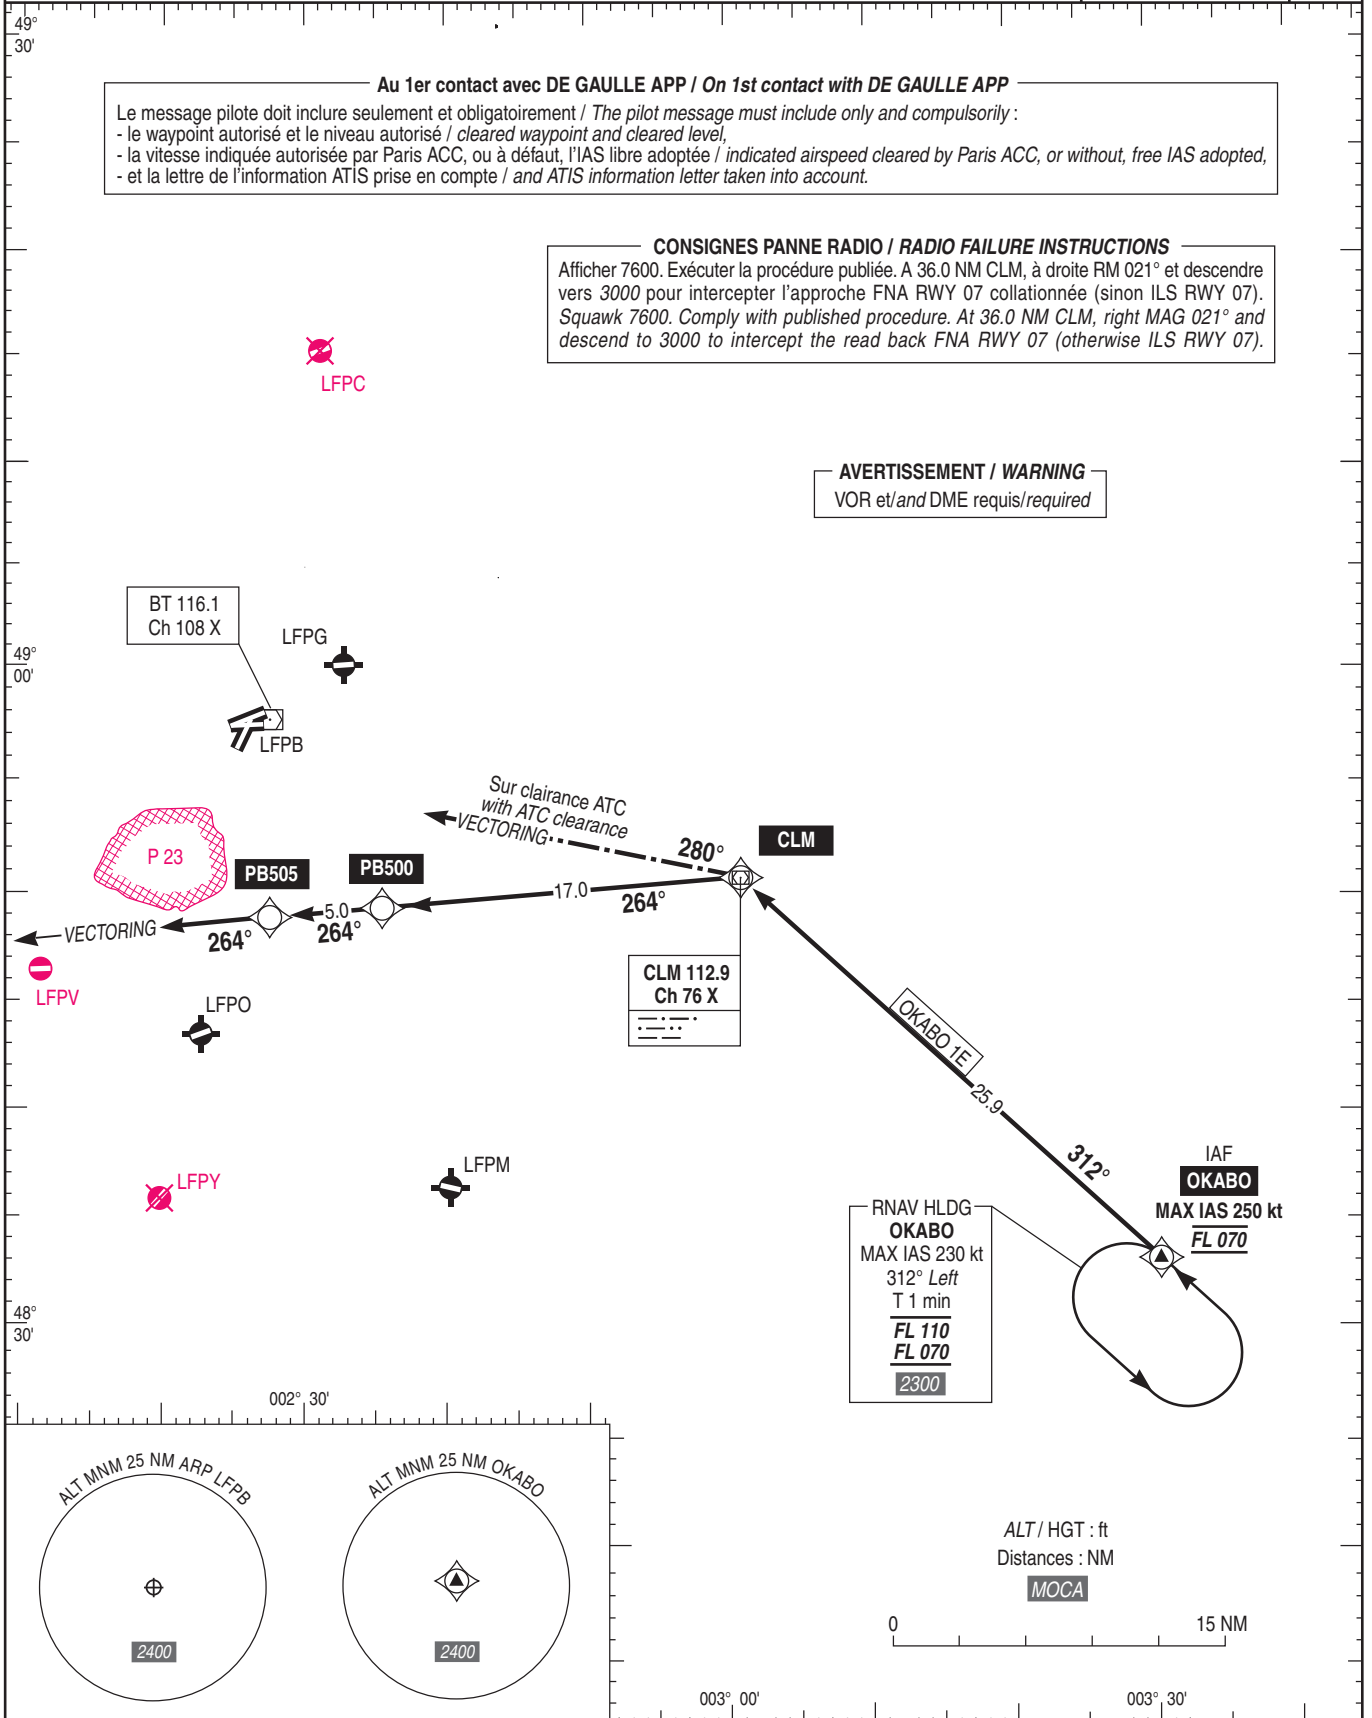 49°
30'
Au 1er contact avec DE GAULLE APP / On 1st contact with DE GAULLE APP
Le message pilote doit inclure seulement et obligatoirement / The pilot message must include only and compulsorily :
- le waypoint autorisé et le niveau autorisé / cleared waypoint and cleared level,
- la vitesse indiquée autorisée par Paris ACC, ou à défaut, l'IAS libre adoptée / indicated airspeed cleared by Paris ACC, or without, free IAS adopted,
- et la lettre de l'information ATIS prise en compte / and ATIS information letter taken into account.
CONSIGNES PANNE RADIO / RADIO FAILURE INSTRUCTIONS
Afficher 7600. Exécuter la procédure publiée. A 36.0 NM CLM, à droite RM 021° et descendre
vers 3000 pour intercepter l'approche FNA RWY 07 collationnée (sinon ILS RWY 07).
Squawk 7600. Comply with published procedure. At 36.0 NM CLM, right MAG 021° and
descend to 3000 to intercept the read back FNA RWY 07 (otherwise ILS RWY 07).
LFPC
AVERTISSEMENT / WARNING
VOR et/and DME requis/required
BT 116.1
Ch 108 X
LFPG
49°
00'
LFPB
Sur clairance ATC
with ATC clearance
VECTORING
280°
CLM
P 23
PB505
PB500
17.0
264°
5.0
264°
264°
VECTORING
LFPV
CLM 112.9
Ch 76 X
LFPO
OKABO 1E
25.9
312°
LFPM
LFPY
IAF
OKABO
MAX IAS 250 kt
FL 070
RNAV HLDG
OKABO
MAX IAS 230 kt
312° Left
T 1 min
FL 110
FL 070
2300
48°
30'
002° 30'
ALT MNM 25 NM ARP LFPB
2400
ALT MNM 25 NM OKABO
2400
ALT / HGT : ft
Distances : NM
MOCA
0 15 NM
003° 00'
003° 30'